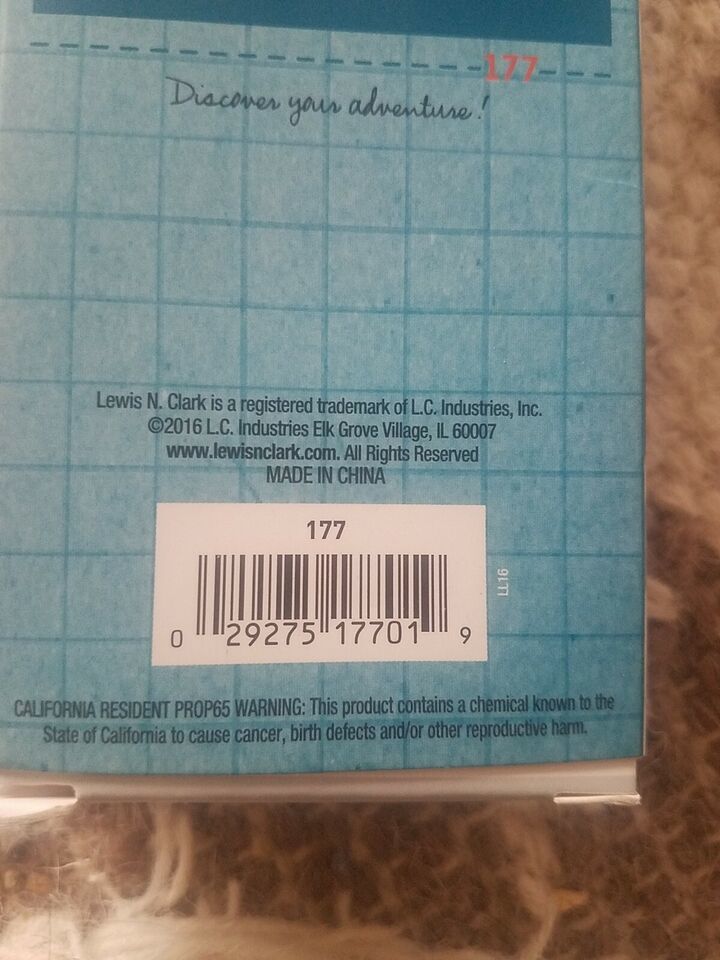 177
Discover your adventure!
Lewis N. Clark is a registered trademark of L.C. Industries, Inc.
©2016 L.C. Industries Elk Grove Village, IL 60007
www.lewisnclark.com. All Rights Reserved
MADE IN CHINA
177
0 29275 17701 9
LL16
CALIFORNIA RESIDENT PROP65 WARNING: This product contains a chemical known to the
State of California to cause cancer, birth defects and/or other reproductive harm.